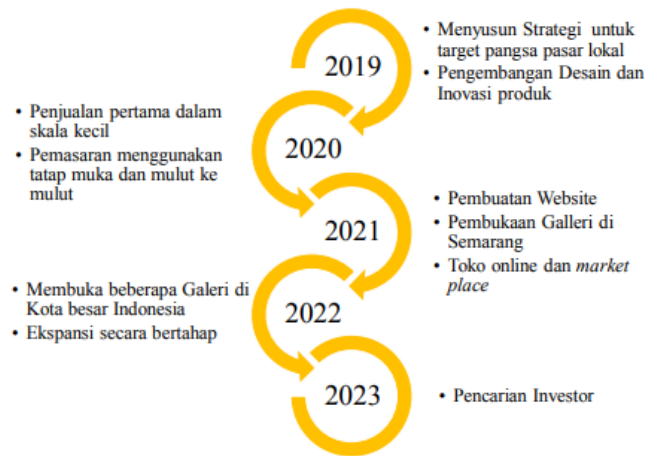 2019
• Menyusun Strategi untuk
target pangsa pasar lokal
• Pengembangan Desain dan
Inovasi produk
2020
• Penjualan pertama dalam
skala kecil
• Pemasaran menggunakan
tatap muka dan mulut ke
mulut
2021
• Pembuatan Website
• Pembukaan Galleri di
Semarang
• Toko online dan market
place
2022
• Membuka beberapa Galeri di
Kota besar Indonesia
• Ekspansi secara bertahap
2023
• Pencarian Investor